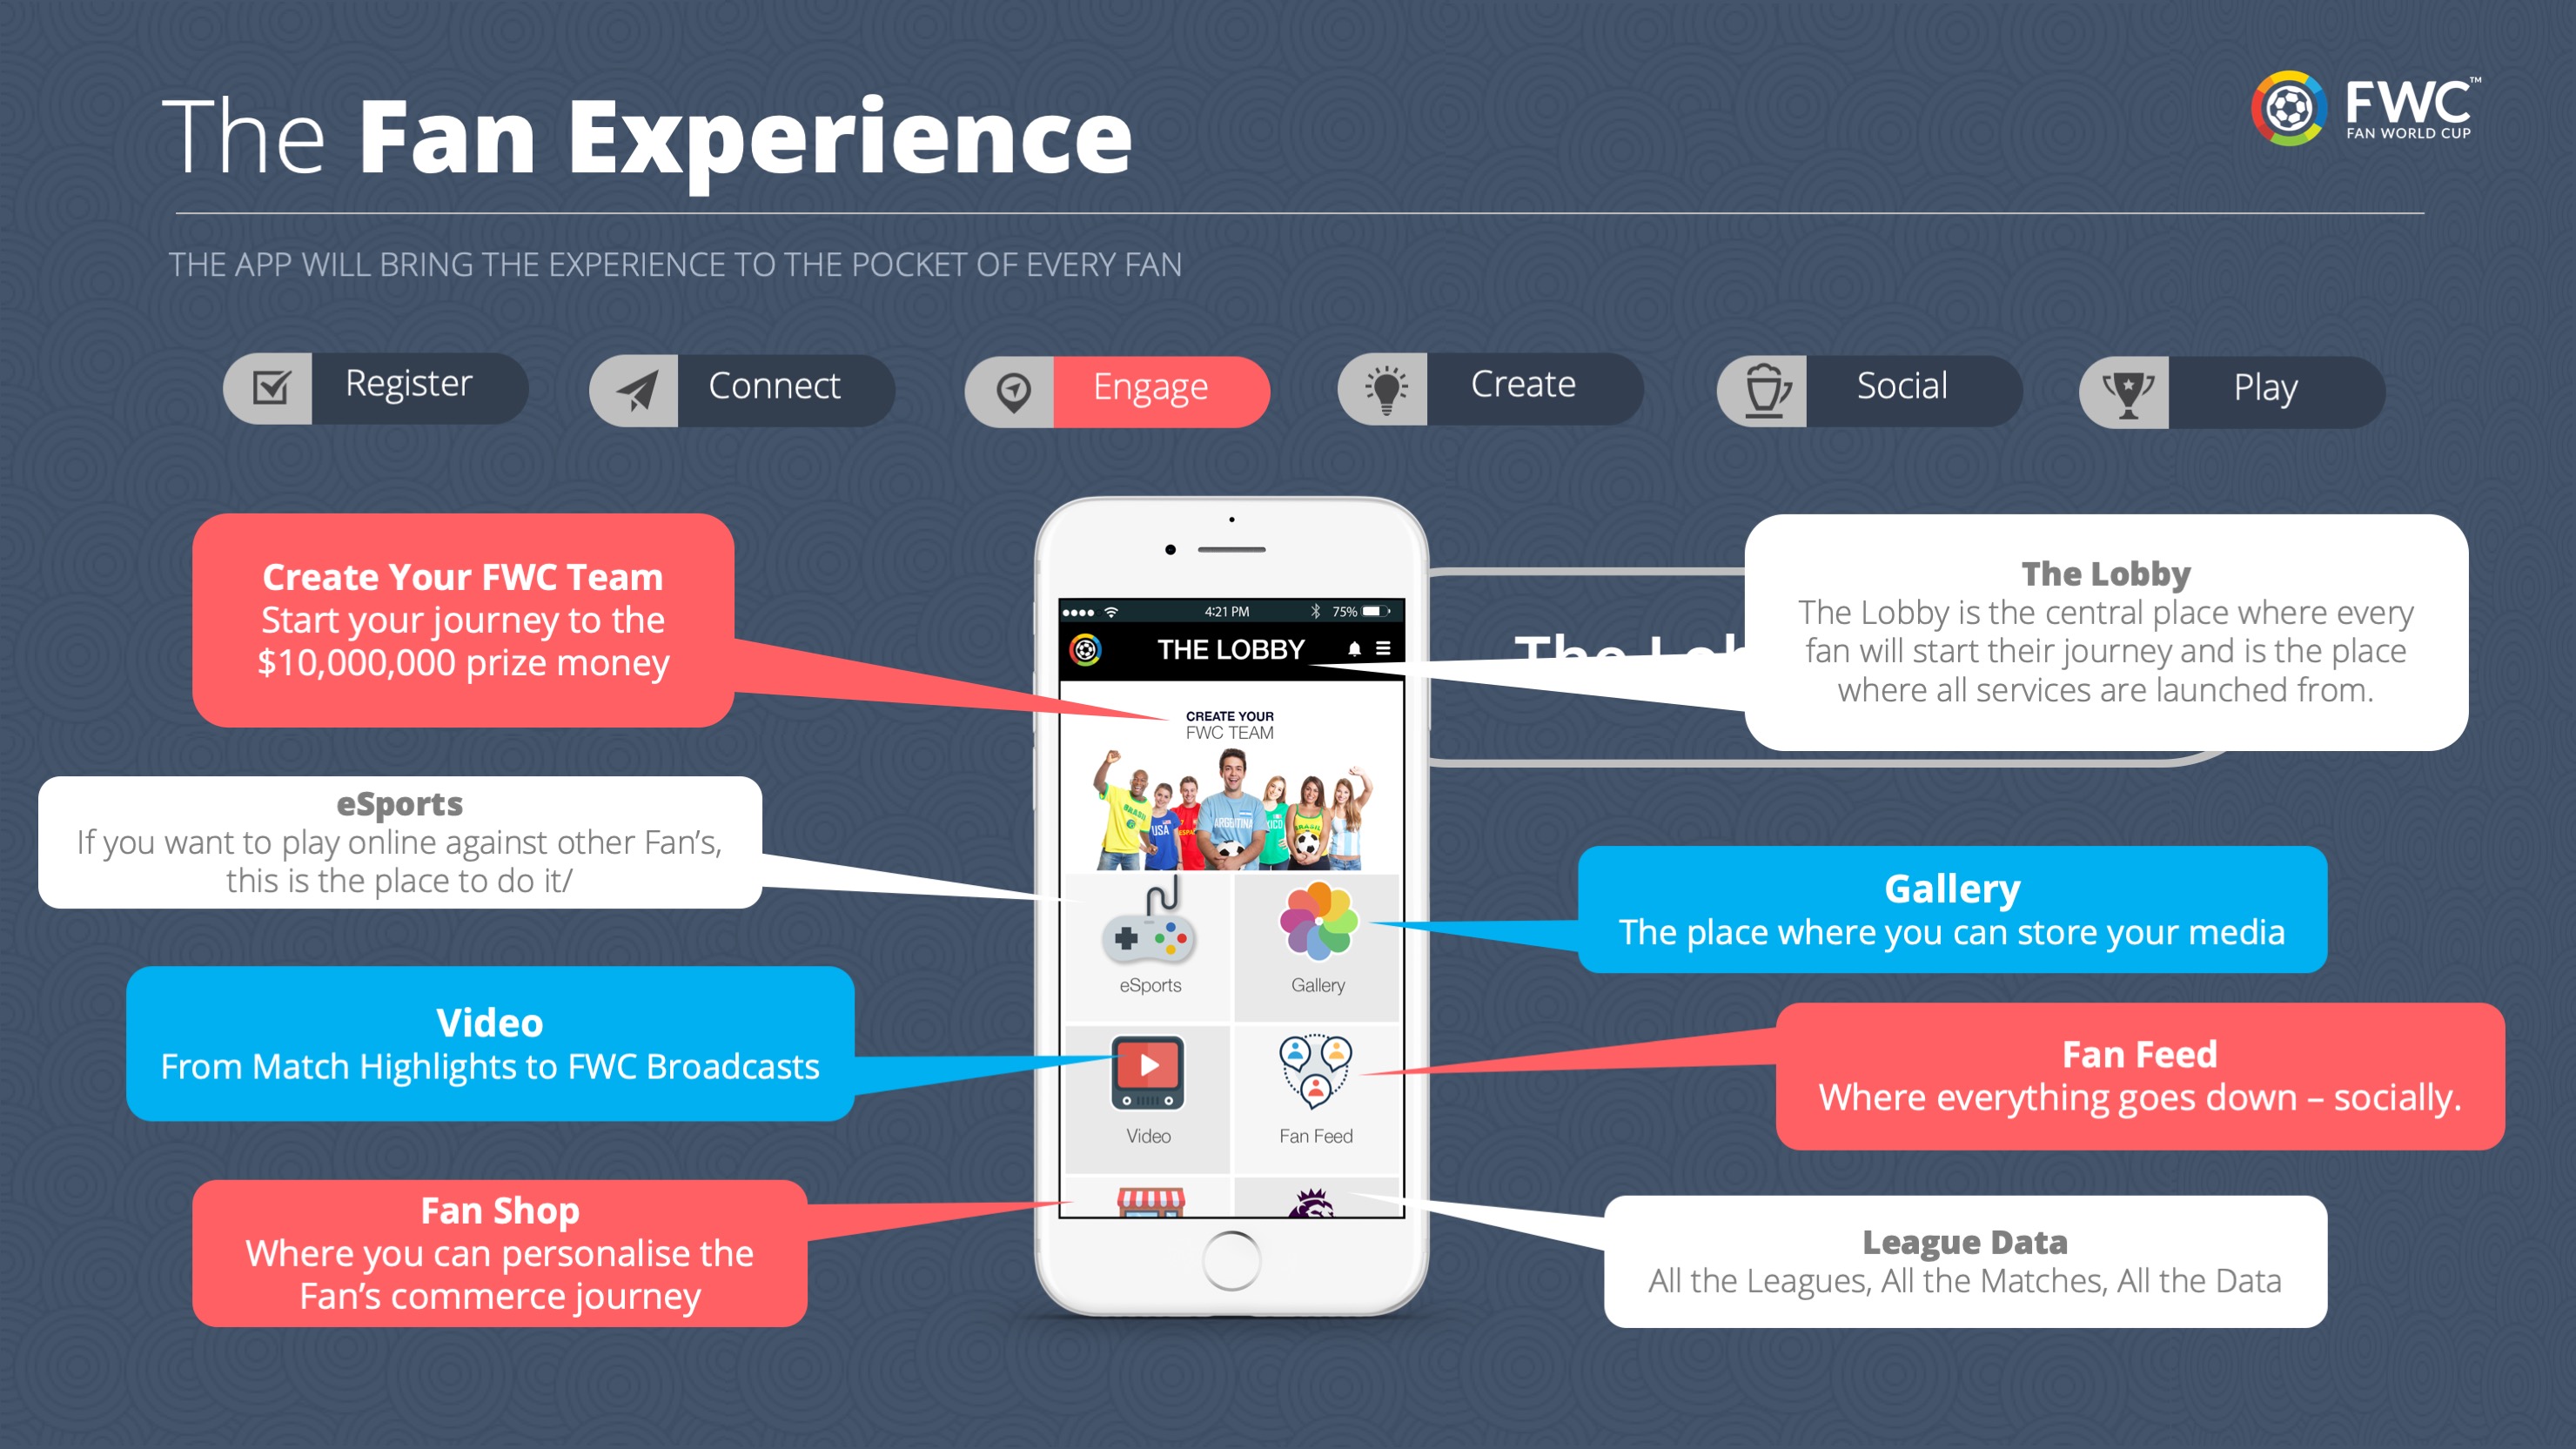 The Fan Experience
FWC™
FAN WORLD CUP
THE APP WILL BRING THE EXPERIENCE TO THE POCKET OF EVERY FAN
Register
Connect
Engage
Create
Social
Play
Create Your FWC Team
Start your journey to the
$10,000,000 prize money
eSports
If you want to play online against other Fan's,
this is the place to do it/
Video
From Match Highlights to FWC Broadcasts
Fan Shop
Where you can personalise the
Fan's commerce journey
4:21 PM
75%
THE LOBBY
CREATE YOUR
FWC TEAM
BRASIL
USA
ARGENTINA
BRASIL
eSports
Gallery
Video
Fan Feed
The Lobby
The Lobby is the central place where every
fan will start their journey and is the place
where all services are launched from.
Gallery
The place where you can store your media
Fan Feed
Where everything goes down – socially.
League Data
All the Leagues, All the Matches, All the Data